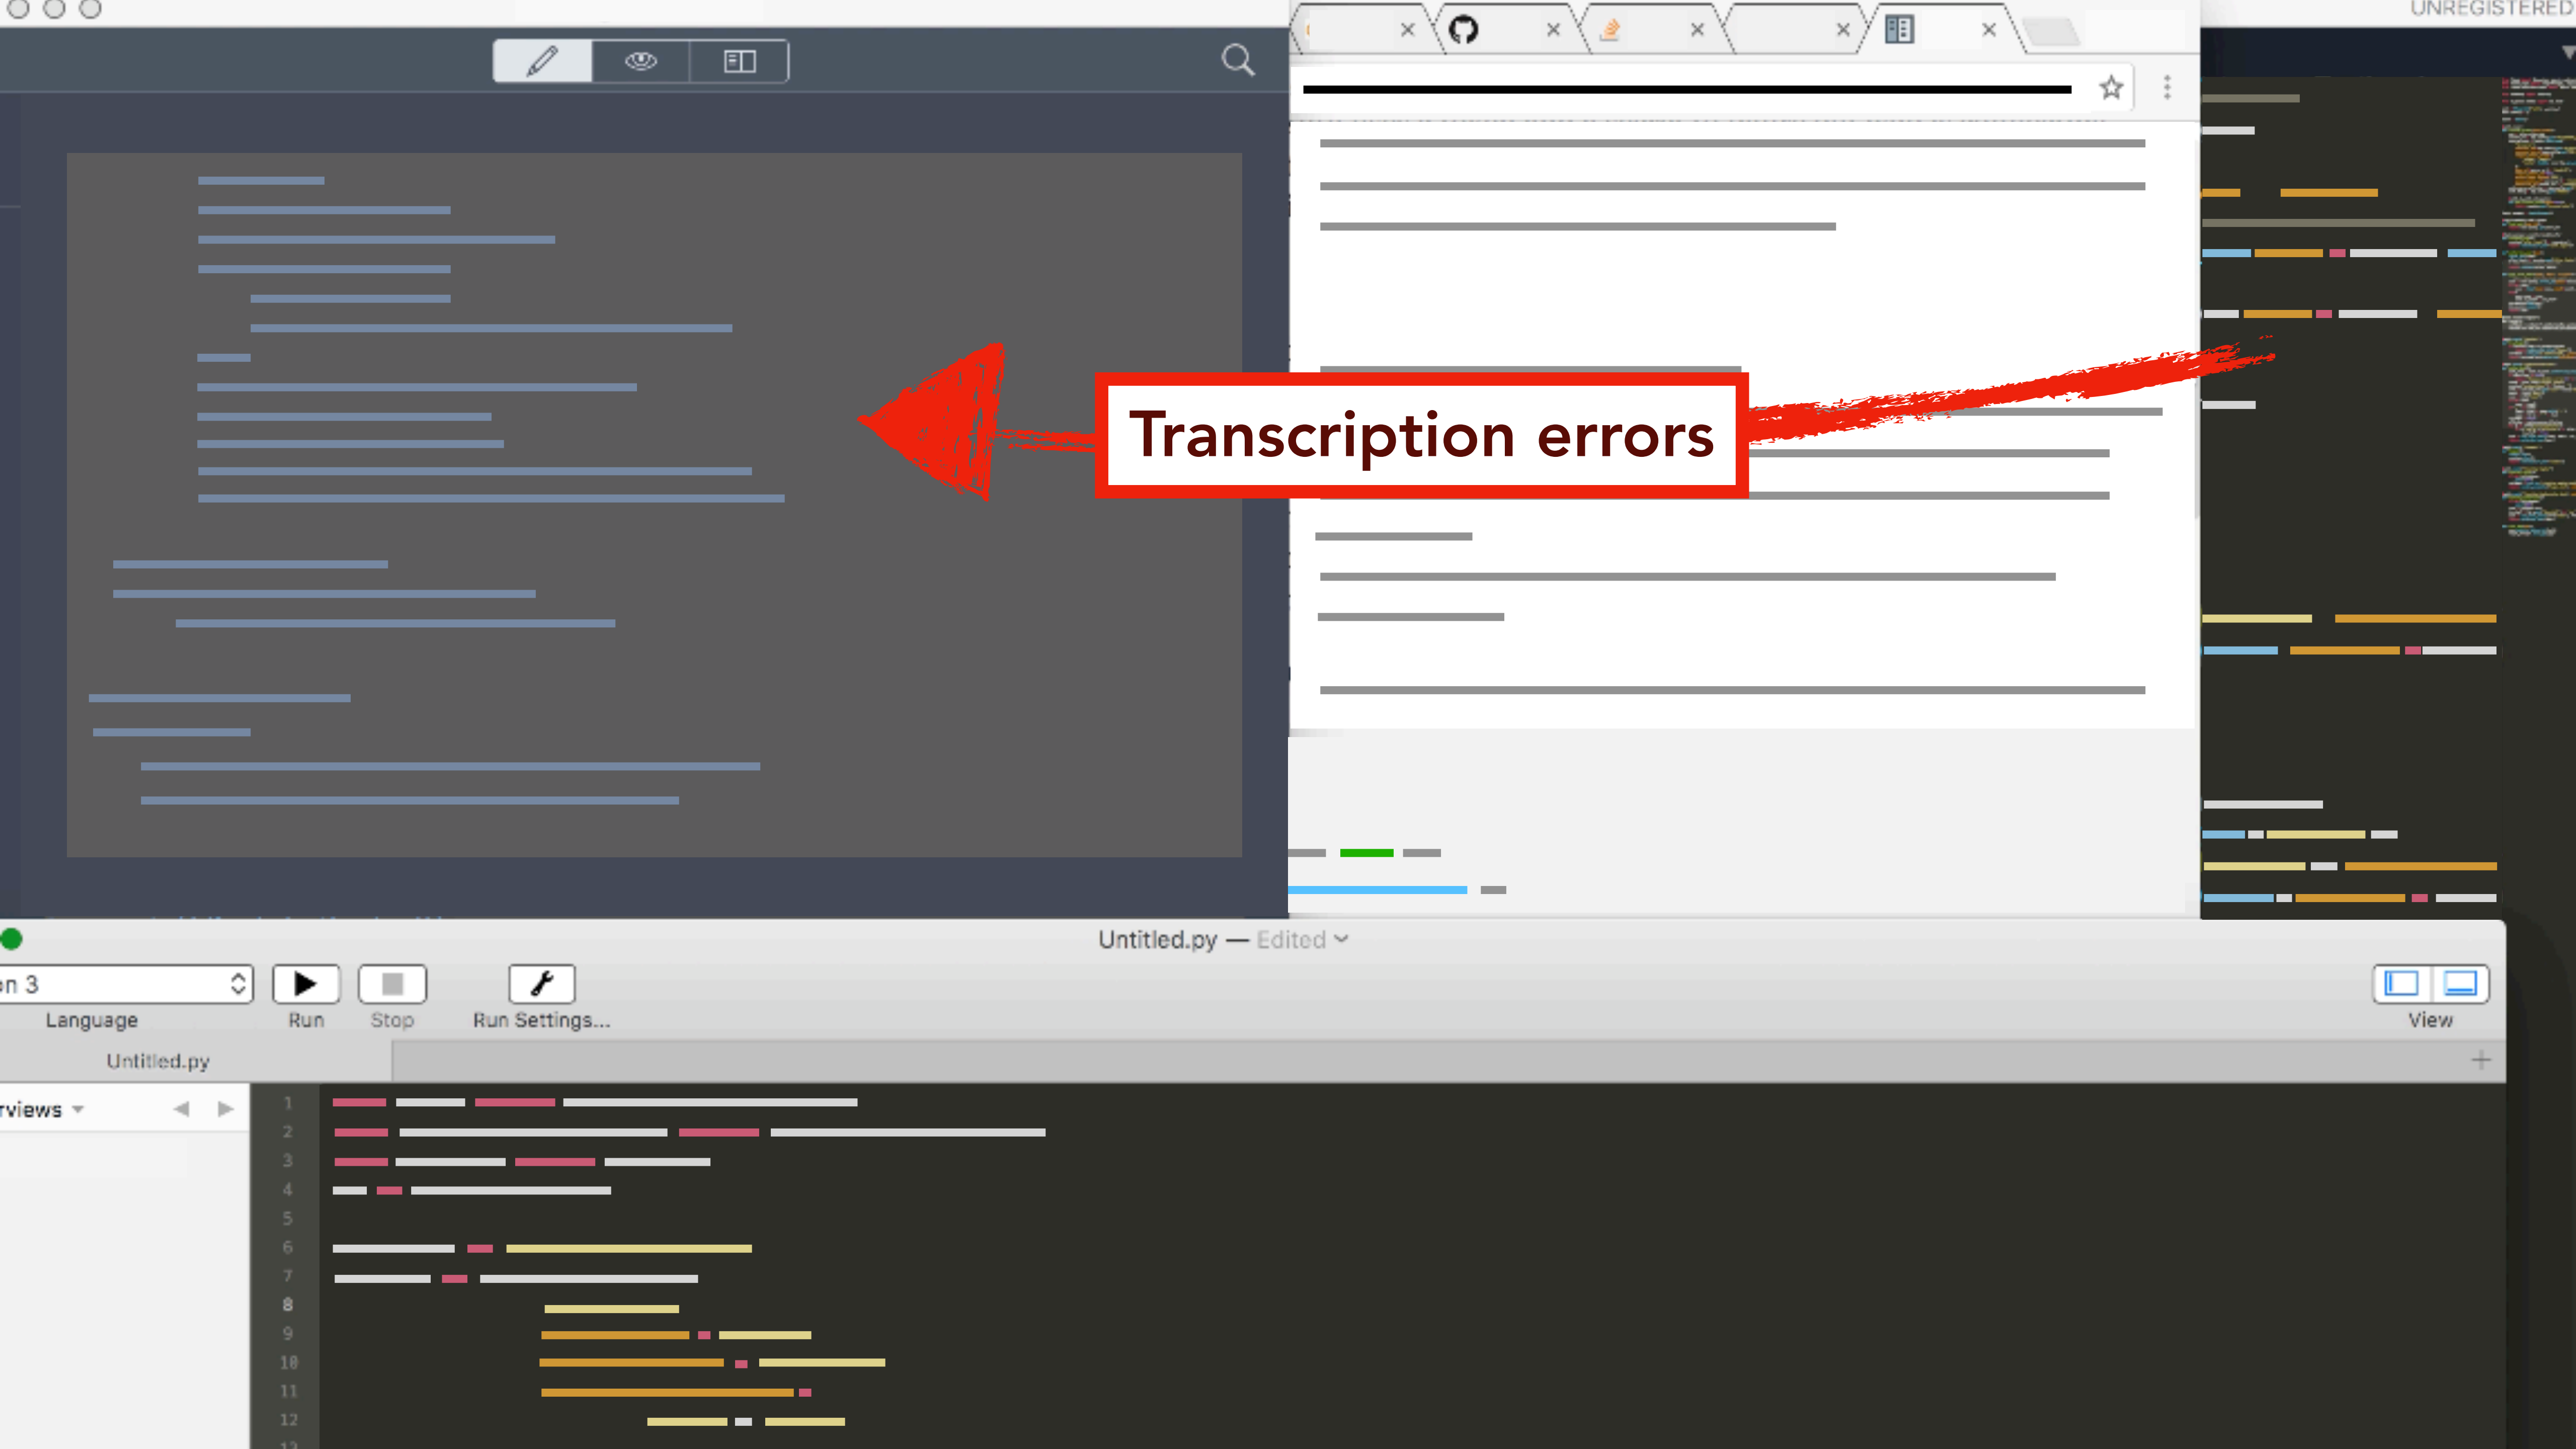 UNREGISTERED
Transcription errors
Untitled.py — Edited
on 3
Language
Run
Stop
Run Settings...
View
Untitled.py
rviews
1
2
3
4
5
6
7
8
9
10
11
12